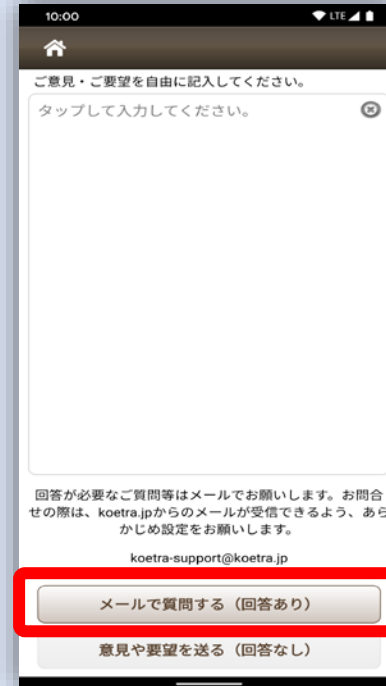 10:00
LTE
ご意見・ご要望を自由に記入してください。
タップして入力してください。
回答が必要なご質問等はメールでお願いします。お問合
せの際は、koetra.jpからのメールが受信できるよう、あら
かじめ設定をお願いします。
koetra-support@koetra.jp
メールで質問する（回答あり）
意見や要望を送る（回答なし）